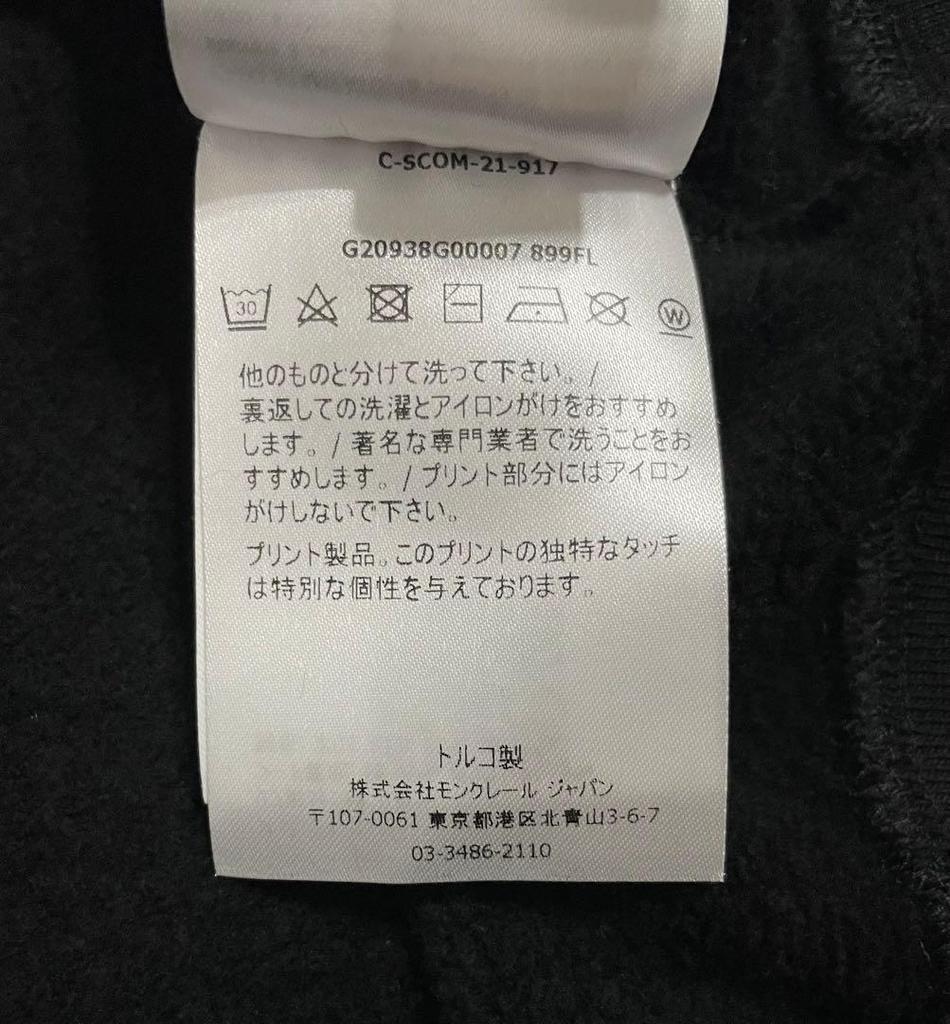 C-SCOM-21-917
G20938G00007 899FL
30
W
他のものと分けて洗って下さい。/
裏返しての洗濯とアイロンがけをおすすめ
します。/ 著名な専門業者で洗うことをお
すすめします。/ プリント部分にはアイロン
がけしないで下さい。
プリント製品。このプリントの独特なタッチ
は特別な個性を与えております。
トルコ製
株式会社モンクレール ジャパン
〒107-0061 東京都港区北青山3-6-7
03-3486-2110